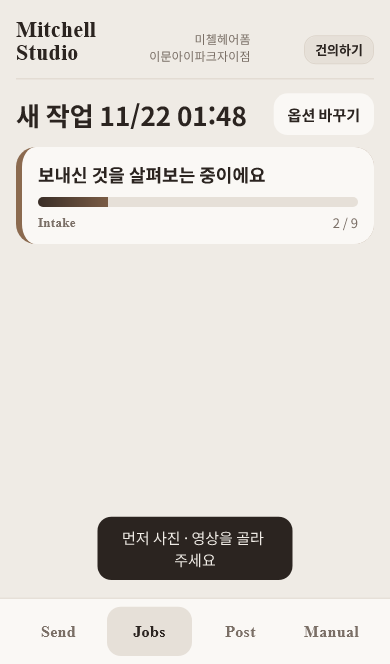 Mitchell
Studio
미젤헤어폼
이문아이파크자이점
건의하기
새 작업 11/22 01:48
옵션 바꾸기
보내신 것을 살펴보는 중이에요
Intake
2 / 9
먼저 사진 · 영상을 골라
주세요
Send
Jobs
Post
Manual